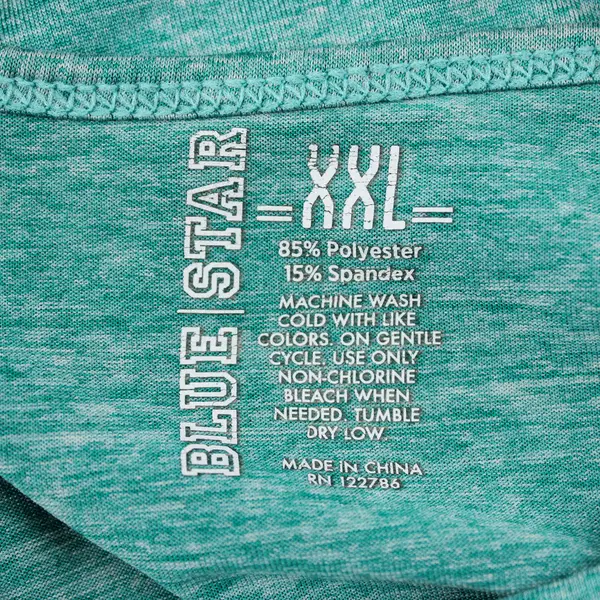 BLUE|STAR
=XXL=
85% Polyester
15% Spandex
MACHINE WASH
COLD WITH LIKE
COLORS. ON GENTLE
CYCLE. USE ONLY
NON-CHLORINE
BLEACH WHEN
NEEDED. TUMBLE
DRY LOW.
MADE IN CHINA
RN 122786